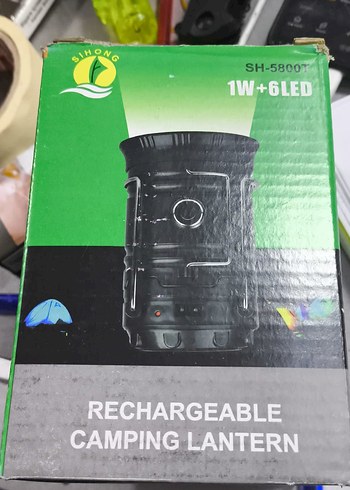 SIHONG
SH-5800T
1W+6LED
RECHARGEABLE
CAMPING LANTERN